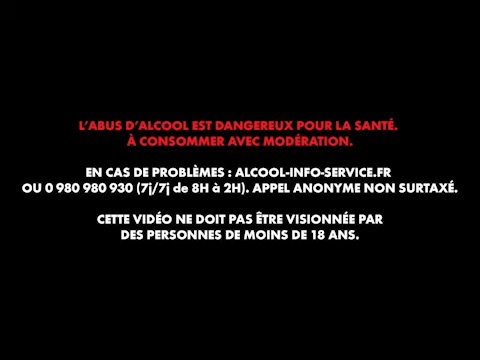 L'ABUS D'ALCOOL EST DANGEREUX POUR LA SANTÉ.
À CONSOMMER AVEC MODÉRATION.
EN CAS DE PROBLÈMES : ALCOOL-INFO-SERVICE.FR
OU 0 980 980 930 (7j/7j de 8H à 2H). APPEL ANONYME NON SURTAXÉ.
CETTE VIDÉO NE DOIT PAS ÊTRE VISIONNÉE PAR
DES PERSONNES DE MOINS DE 18 ANS.